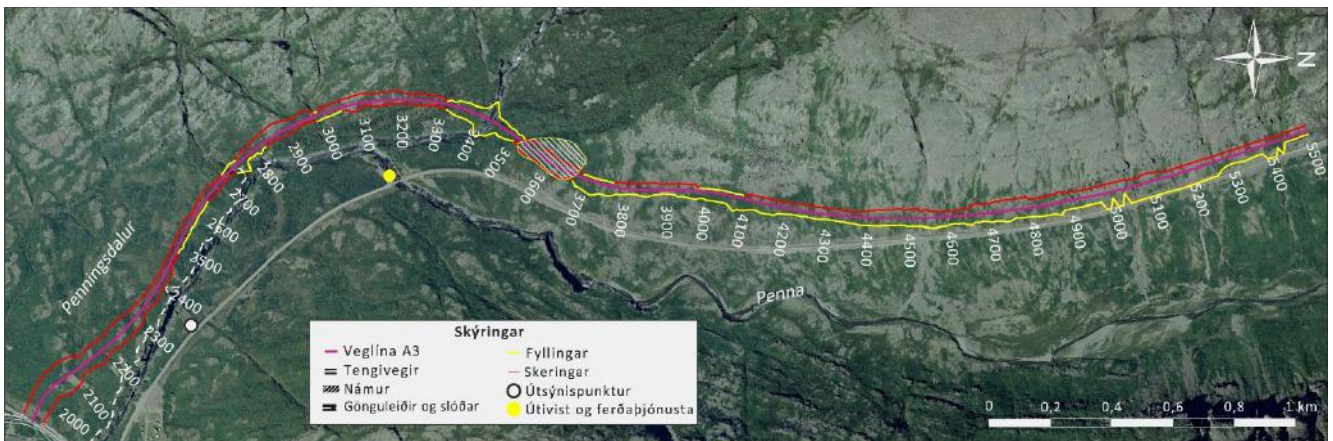 N
Penningsdalur
2000
2100
2200
2300
2400
2500
2600
2700
2800
2900
3000
3100
3200
3300
3400
3500
3600
3700
3800
3900
4000
4100
4200
4300
4400
4500
4600
4700
4800
4900
5000
5100
5200
5300
5400
5500
Penna
Skýringar
Veglína A3
Tengivegir
Námur
Gönguleiðir og slóðar
Fyllingar
Skeringar
Útsýnispunktur
Útivist og ferðaþjónusta
0 0,2 0,4 0,6 0,8 1 km